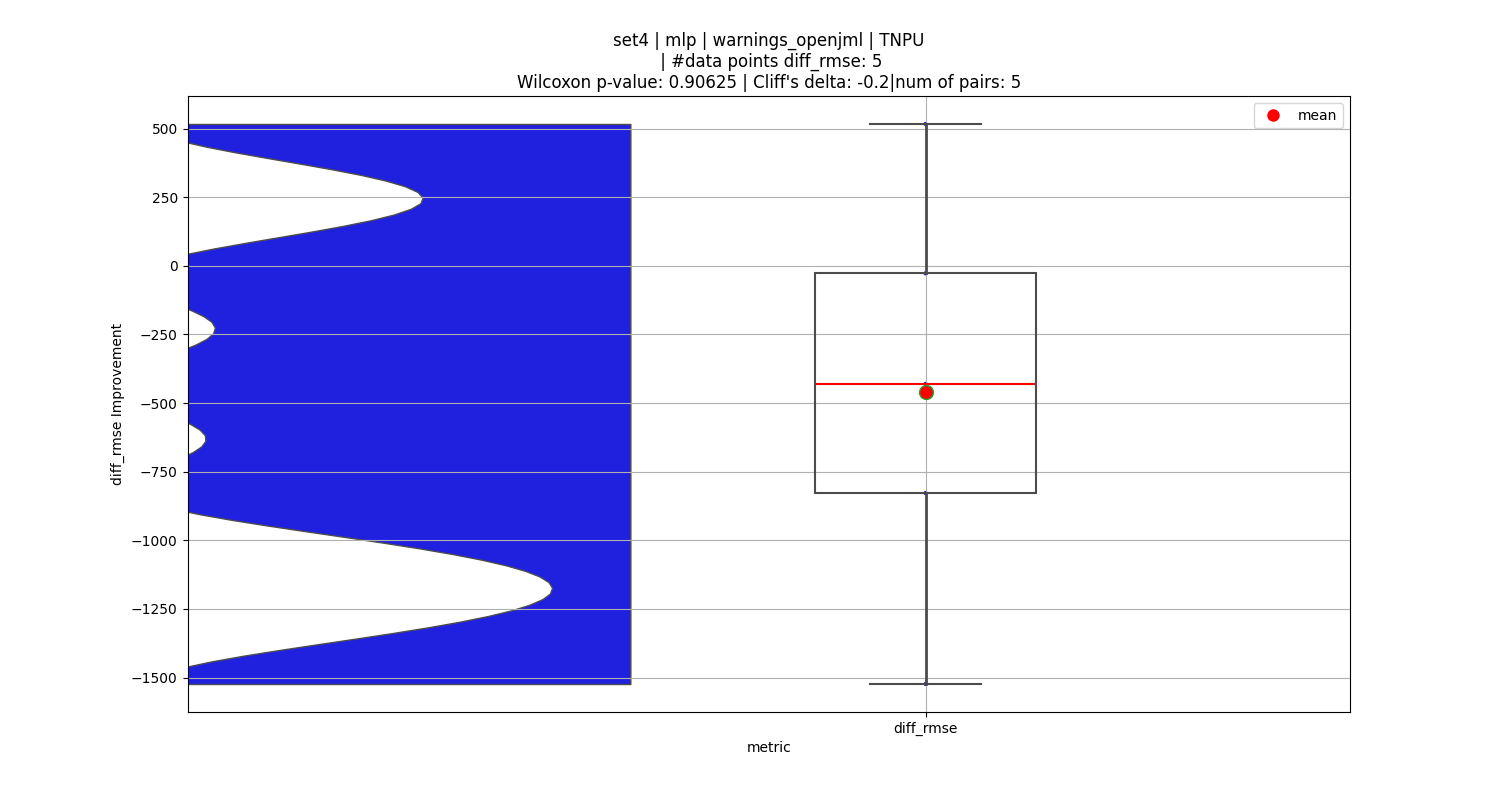 set4 | mlp | warnings_openjml | TNPU
| #data points diff_rmse: 5
Wilcoxon p-value: 0.90625 | Cliff's delta: -0.2|num of pairs: 5
mean
500
250
0
−250
−500
−750
−1000
−1250
−1500
diff_rmse Improvement
diff_rmse
metric